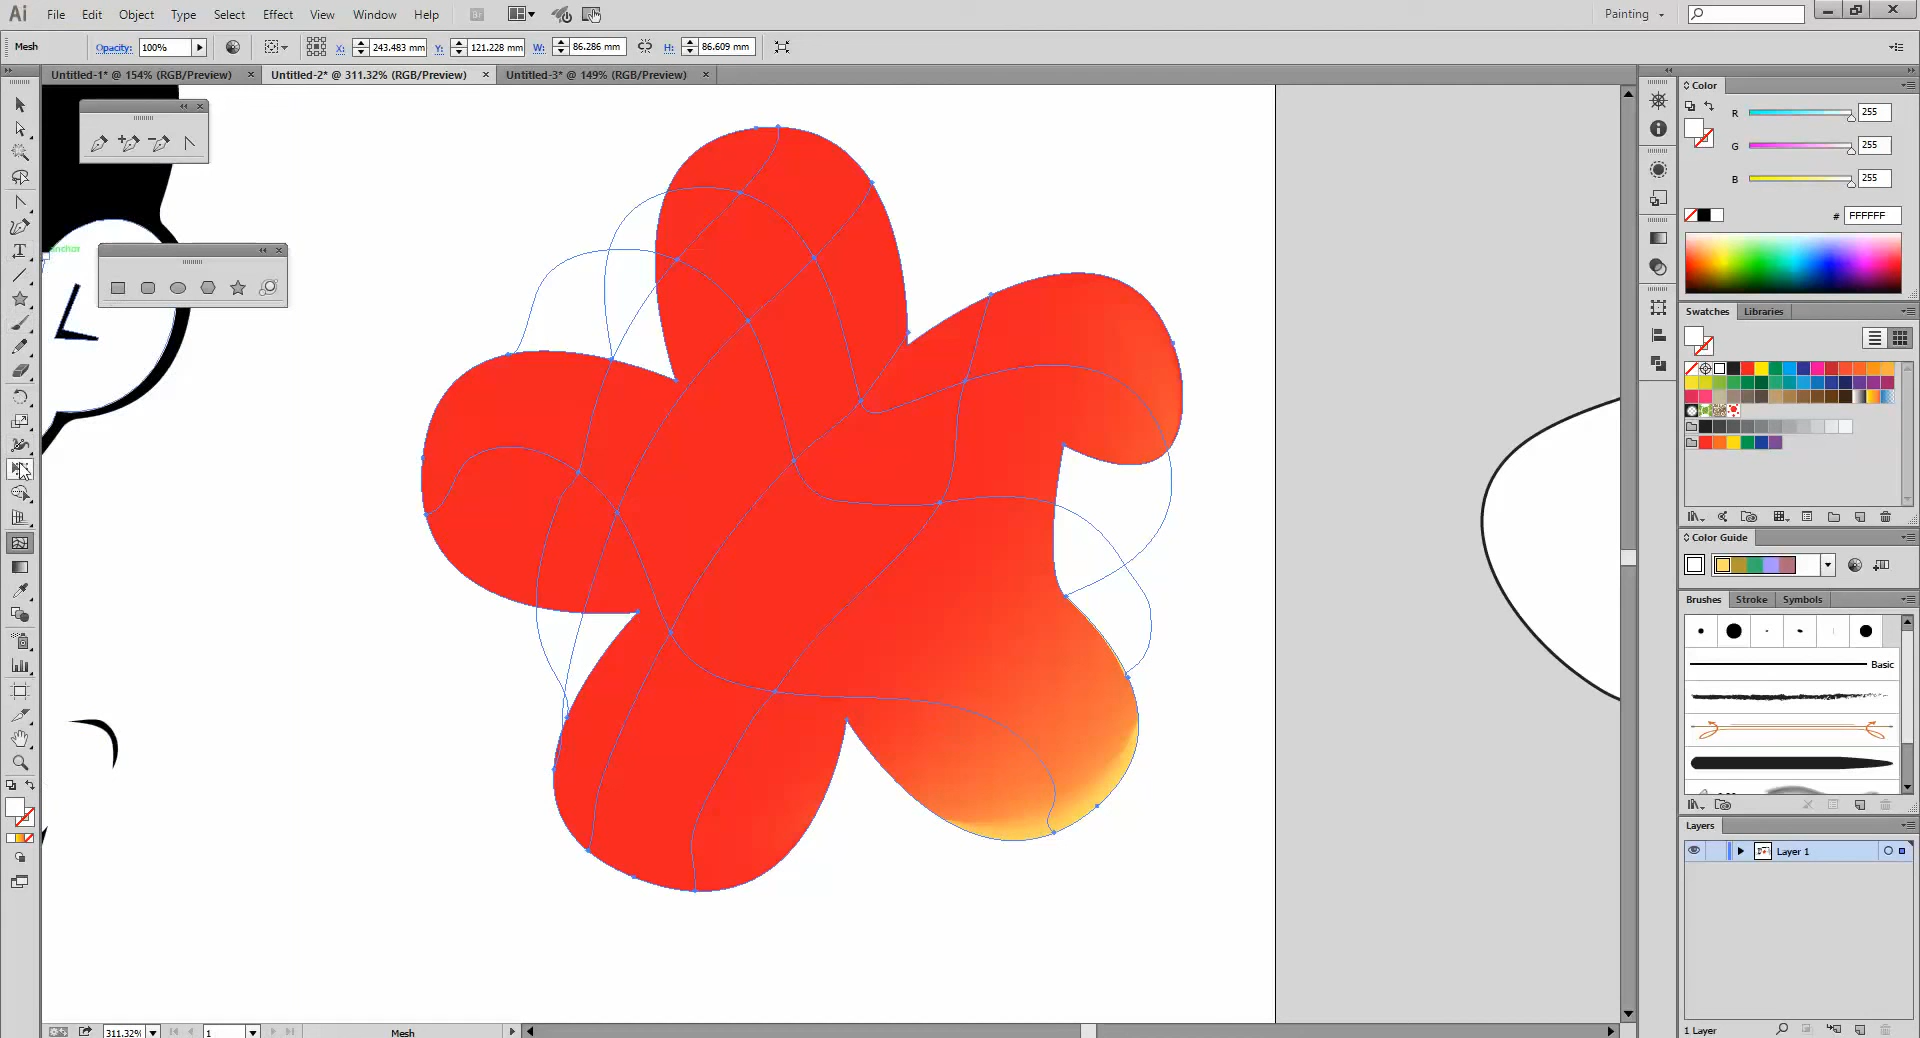 Ai File Edit Object Type Select Effect View Window Help Br Painting
Mesh Opacity: 100% X: 243.483 mm Y: 121.228 mm W: 86.286 mm H: 86.609 mm
Untitled-1* @ 154% (RGB/Preview) × Untitled-2* @ 311.32% (RGB/Preview) × Untitled-3* @ 149% (RGB/Preview) ×
Color
R 255
G 255
B 255
# FFFFFF
anchor
Swatches Libraries
Color Guide
Brushes Stroke Symbols
Basic
Layers
Layer 1
1 Layer
311.32% 1 Mesh